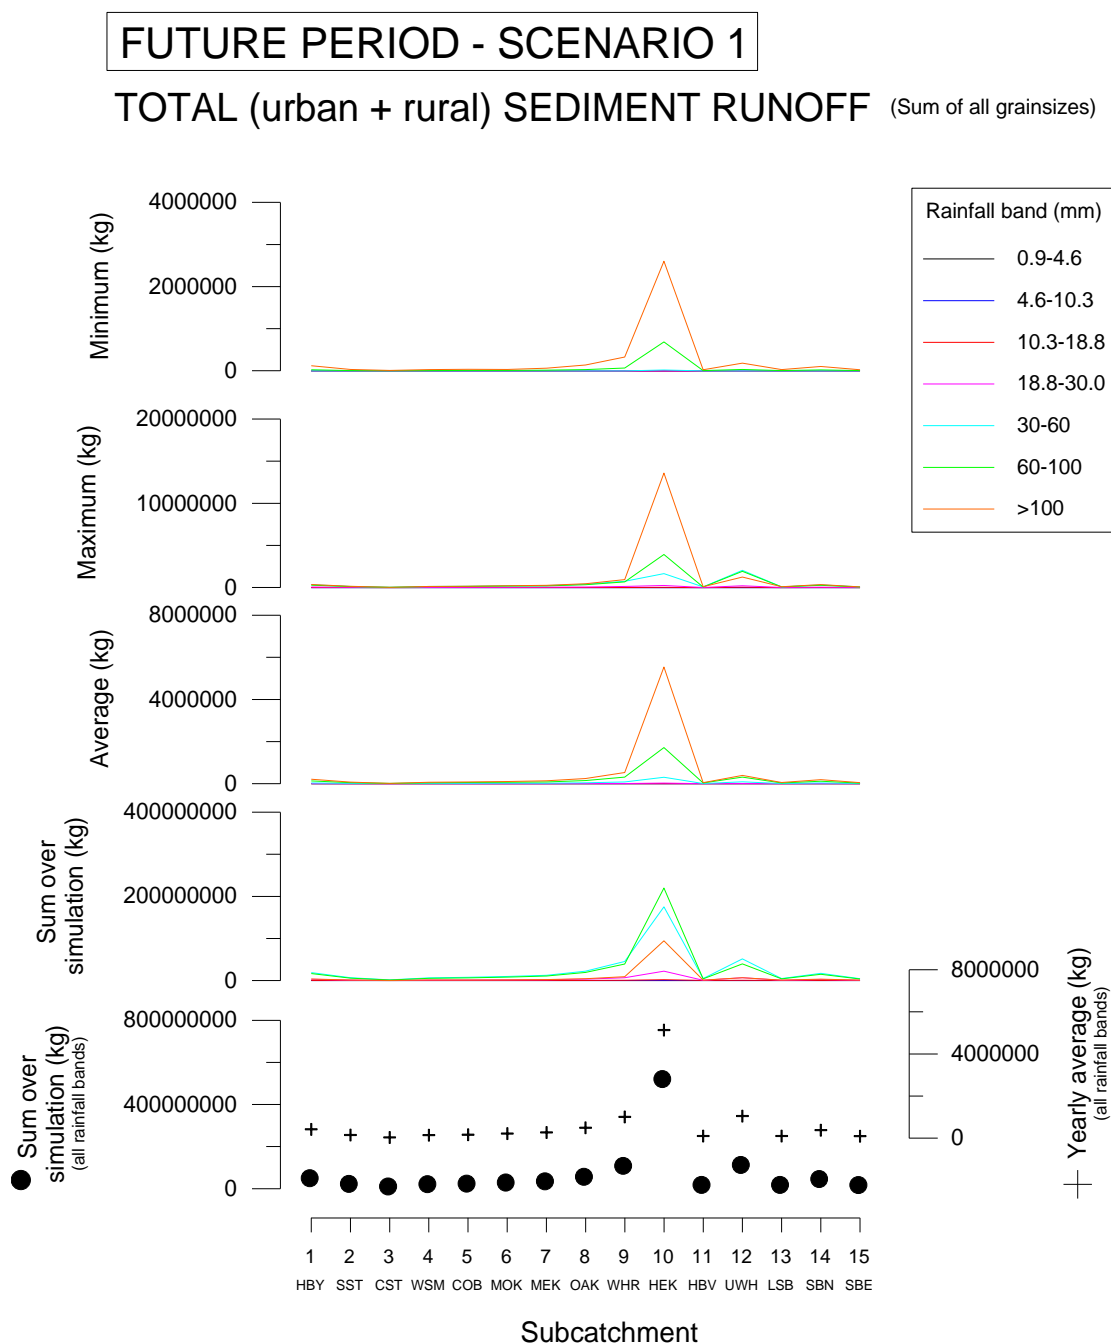 FUTURE PERIOD - SCENARIO 1
TOTAL (urban + rural) SEDIMENT RUNOFF (Sum of all grainsizes)
Minimum (kg)
4000000
2000000
0
Rainfall band (mm)
0.9-4.6
4.6-10.3
10.3-18.8
18.8-30.0
30-60
60-100
>100
Maximum (kg)
20000000
10000000
0
Average (kg)
8000000
4000000
0
Sum over
simulation (kg)
400000000
200000000
0
Sum over
simulation (kg)
(all rainfall bands)
800000000
400000000
0
8000000
4000000
0
Yearly average (kg)
(all rainfall bands)
1 2 3 4 5 6 7 8 9 10 11 12 13 14 15
HBY SST CST WSM COB MOK MEK OAK WHR HEK HBV UWH LSB SBN SBE
Subcatchment